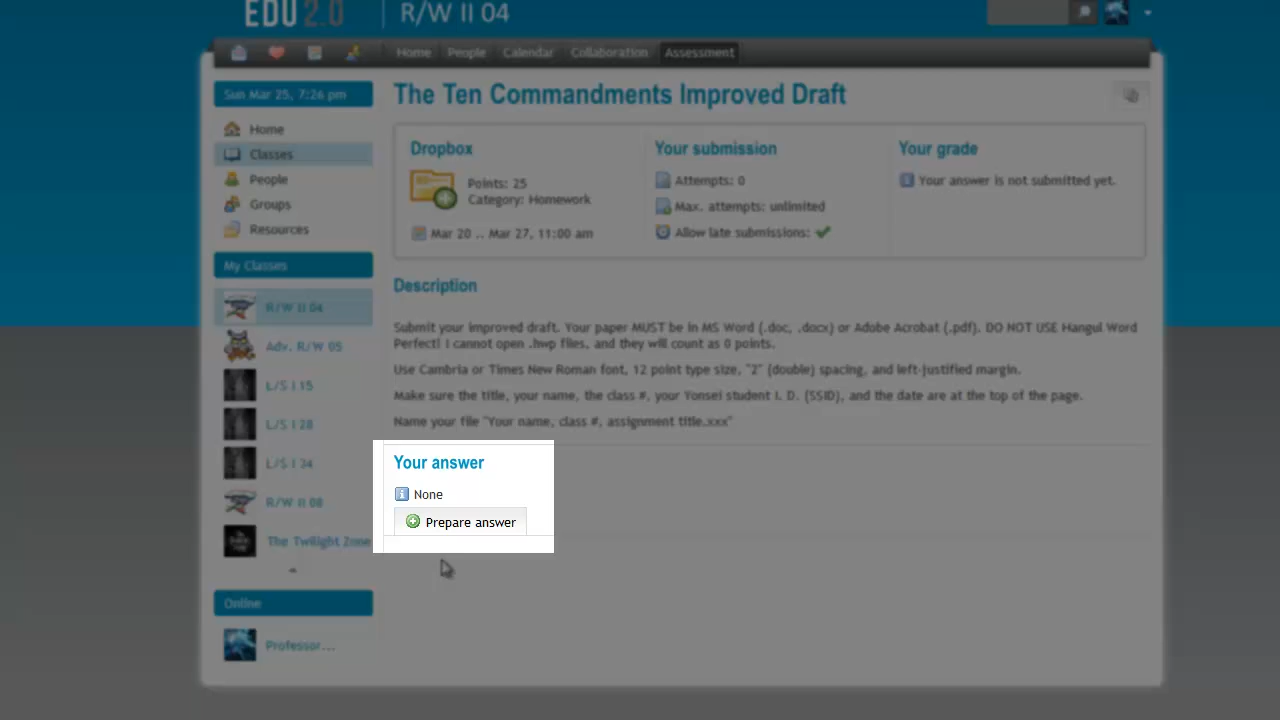 EDU 2.0
R/W II 04
Home People Calendar Collaboration Assessment
Sun Mar 25, 7:26 pm
Home
Classes
People
Groups
Resources
My Classes
R/W II 04
Adv. R/W 05
L/S I 15
L/S I 28
L/S I 34
R/W II 08
The Twilight Zone
Online
Professor...
The Ten Commandments Improved Draft
Dropbox
Points: 25
Category: Homework
Mar 20 .. Mar 27, 11:00 am
Your submission
Attempts: 0
Max. attempts: unlimited
Allow late submissions:
Your grade
Your answer is not submitted yet.
Description
Submit your improved draft. Your paper MUST be in MS Word (.doc, .docx) or Adobe Acrobat (.pdf). DO NOT USE Hangul Word
Perfect! I cannot open .hwp files, and they will count as 0 points.
Use Cambria or Times New Roman font, 12 point type size, "2" (double) spacing, and left-justified margin.
Make sure the title, your name, the class #, your Yonsei student I. D. (SSID), and the date are at the top of the page.
Name your file "Your name, class #, assignment title.xxx"
Your answer
None
Prepare answer